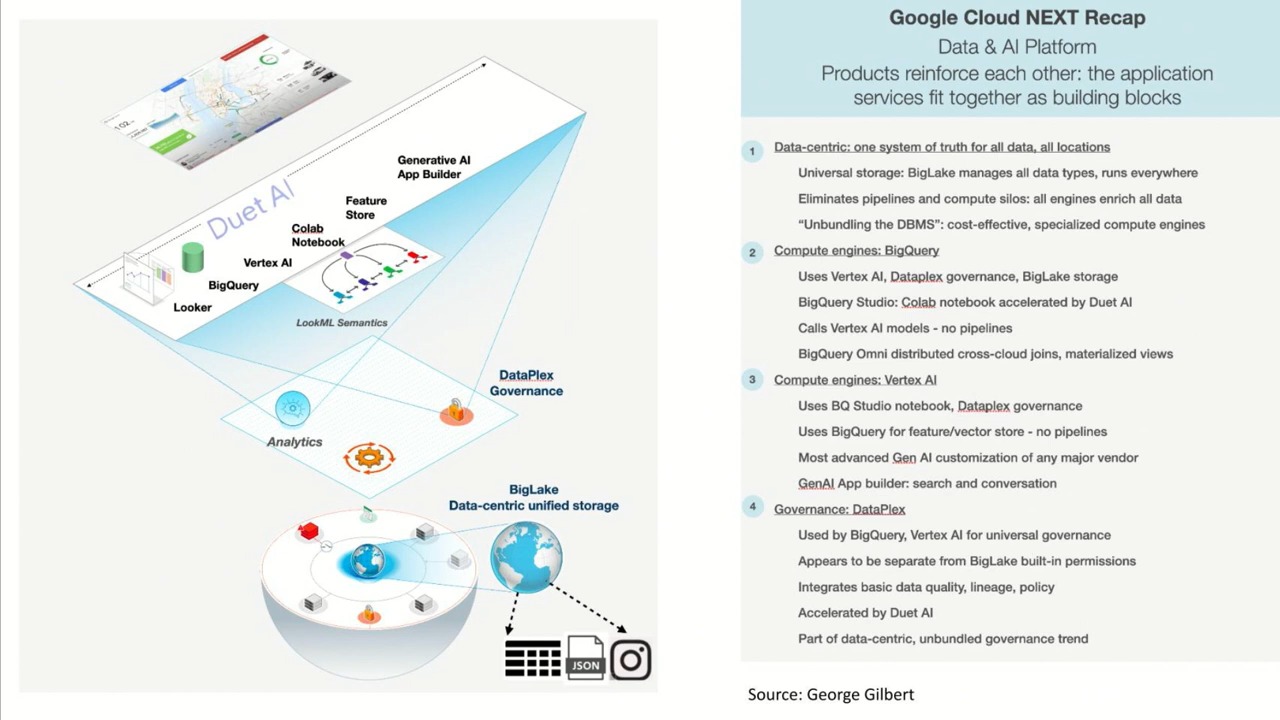 Duet AI
Generative AI
App Builder
Feature
Store
Colab
Notebook
Vertex AI
BigQuery
Looker
LookML Semantics
DataPlex
Governance
Analytics
BigLake
Data-centric unified storage
JSON
Google Cloud NEXT Recap
Data & AI Platform
Products reinforce each other: the application
services fit together as building blocks
1 Data-centric: one system of truth for all data, all locations
Universal storage: BigLake manages all data types, runs everywhere
Eliminates pipelines and compute silos: all engines enrich all data
“Unbundling the DBMS”: cost-effective, specialized compute engines
2 Compute engines: BigQuery
Uses Vertex AI, Dataplex governance, BigLake storage
BigQuery Studio: Colab notebook accelerated by Duet AI
Calls Vertex AI models - no pipelines
BigQuery Omni distributed cross-cloud joins, materialized views
3 Compute engines: Vertex AI
Uses BQ Studio notebook, Dataplex governance
Uses BigQuery for feature/vector store - no pipelines
Most advanced Gen AI customization of any major vendor
GenAI App builder: search and conversation
4 Governance: DataPlex
Used by BigQuery, Vertex AI for universal governance
Appears to be separate from BigLake built-in permissions
Integrates basic data quality, lineage, policy
Accelerated by Duet AI
Part of data-centric, unbundled governance trend
Source: George Gilbert